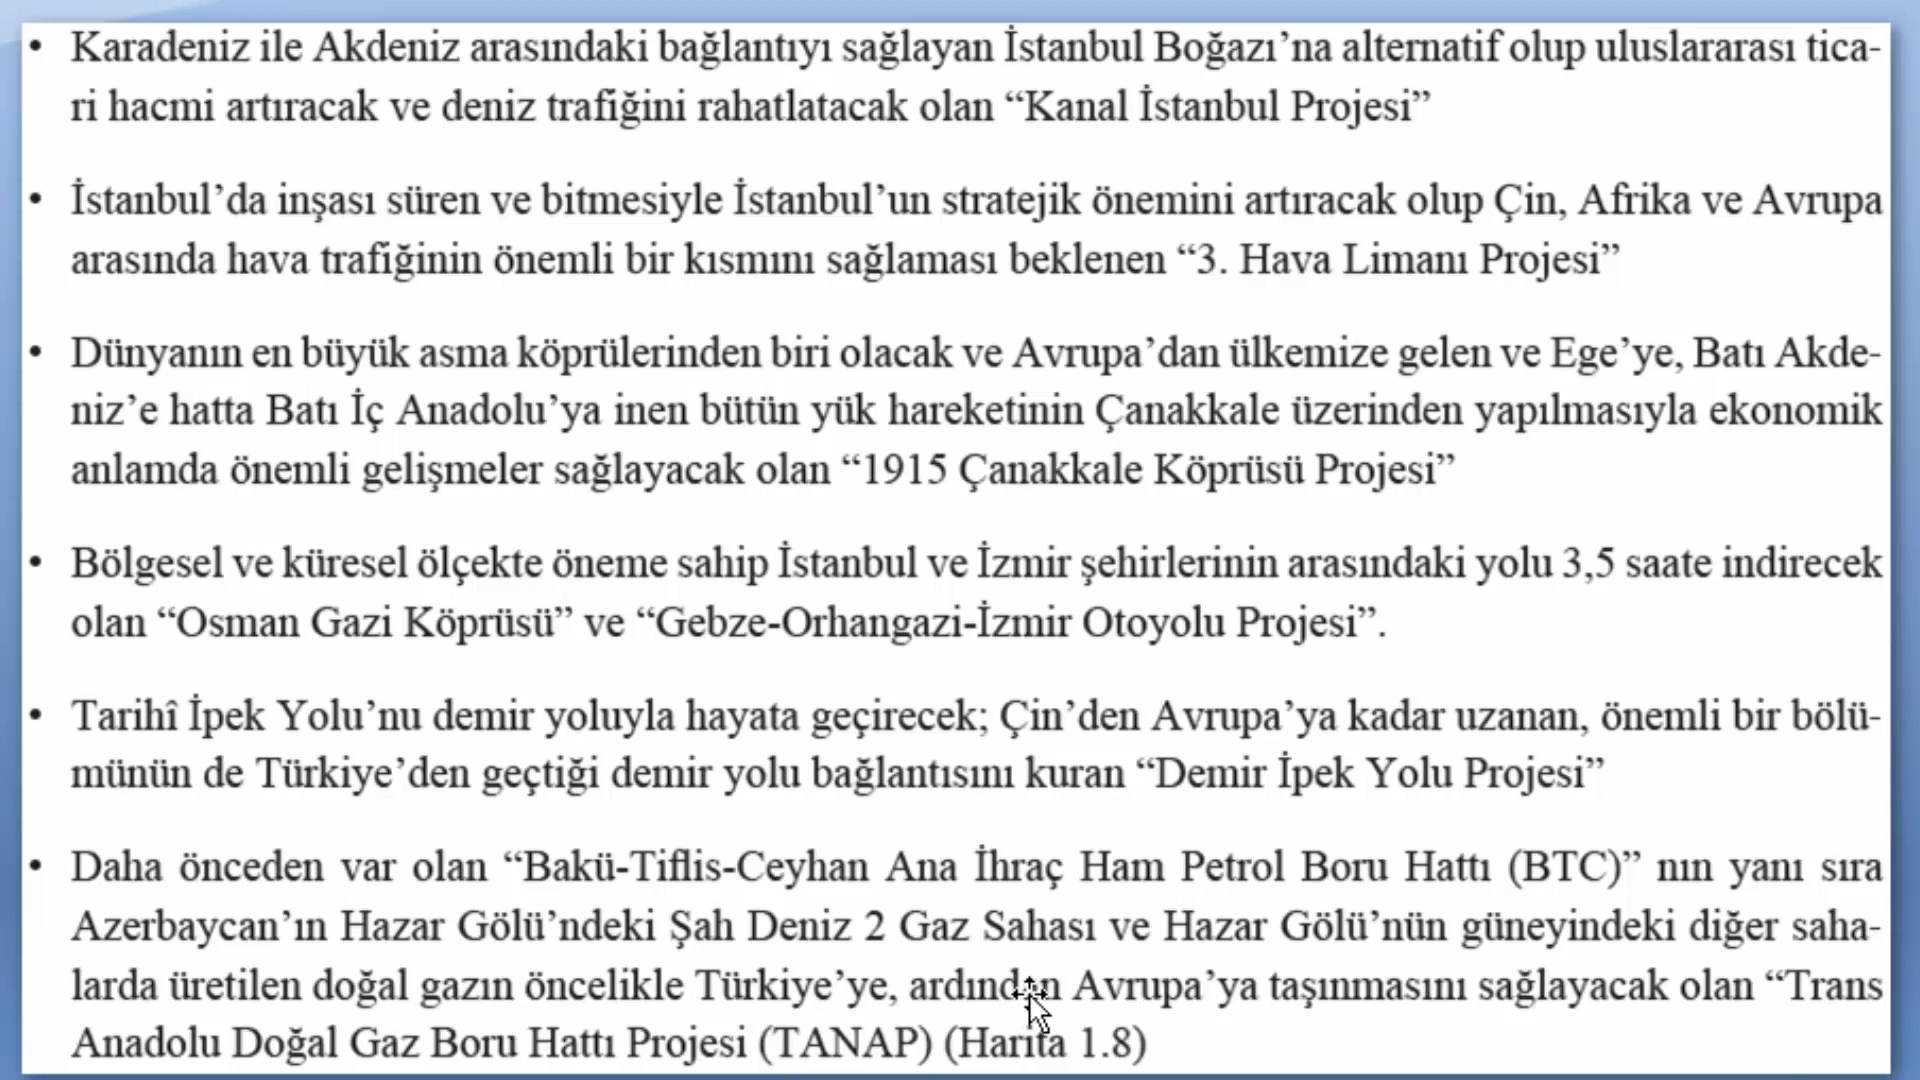 • Karadeniz ile Akdeniz arasındaki bağlantıyı sağlayan İstanbul Boğazı’na alternatif olup uluslararası tica-
ri hacmi artıracak ve deniz trafiğini rahatlatacak olan “Kanal İstanbul Projesi”
• İstanbul’da inşası süren ve bitmesiyle İstanbul’un stratejik önemini artıracak olup Çin, Afrika ve Avrupa
arasında hava trafiğinin önemli bir kısmını sağlaması beklenen “3. Hava Limanı Projesi”
• Dünyanın en büyük asma köprülerinden biri olacak ve Avrupa’dan ülkemize gelen ve Ege’ye, Batı Akde-
niz’e hatta Batı İç Anadolu’ya inen bütün yük hareketinin Çanakkale üzerinden yapılmasıyla ekonomik
anlamda önemli gelişmeler sağlayacak olan “1915 Çanakkale Köprüsü Projesi”
• Bölgesel ve küresel ölçekte öneme sahip İstanbul ve İzmir şehirlerinin arasındaki yolu 3,5 saate indirecek
olan “Osman Gazi Köprüsü” ve “Gebze-Orhangazi-İzmir Otoyolu Projesi”.
• Tarihî İpek Yolu’nu demir yoluyla hayata geçirecek; Çin’den Avrupa’ya kadar uzanan, önemli bir bölü-
münün de Türkiye’den geçtiği demir yolu bağlantısını kuran “Demir İpek Yolu Projesi”
• Daha önceden var olan “Bakü-Tiflis-Ceyhan Ana İhraç Ham Petrol Boru Hattı (BTC)” nın yanı sıra
Azerbaycan’ın Hazar Gölü’ndeki Şah Deniz 2 Gaz Sahası ve Hazar Gölü’nün güneyindeki diğer saha-
larda üretilen doğal gazın öncelikle Türkiye’ye, ardından Avrupa’ya taşınmasını sağlayacak olan “Trans
Anadolu Doğal Gaz Boru Hattı Projesi (TANAP) (Harita 1.8)